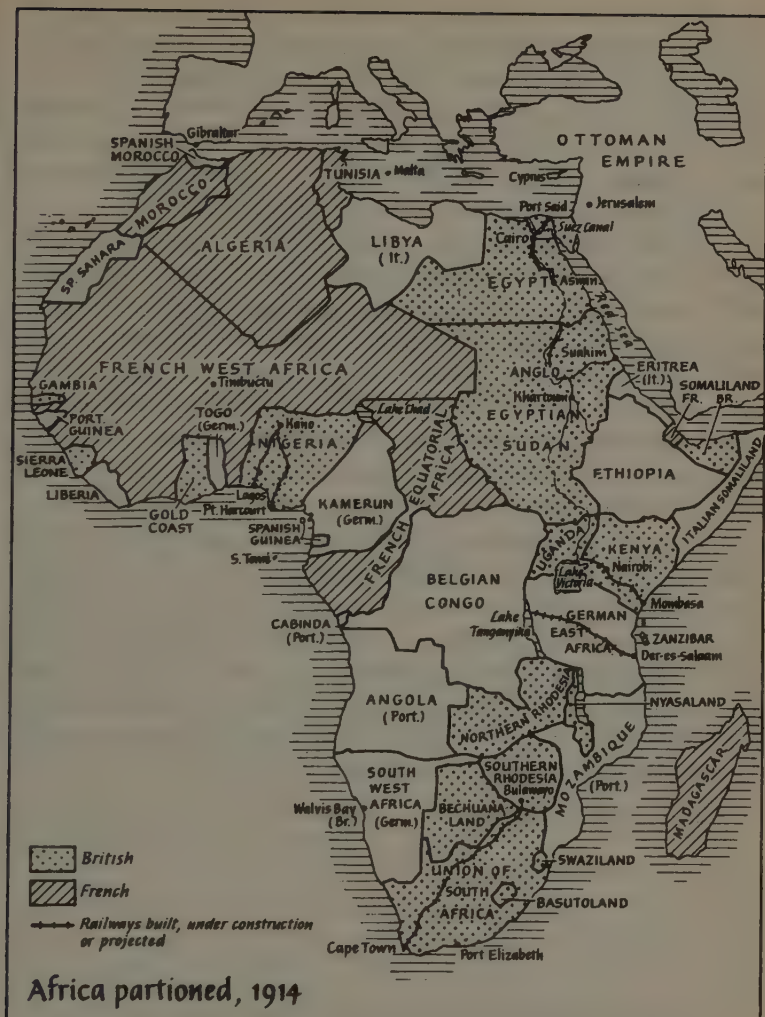 Gibraltar
SPANISH
MOROCCO
MOROCCO
SP. SAHARA
ALGERIA
TUNISIA
Malta
Cyprus
OTTOMAN
EMPIRE
Port Said
Jerusalem
Suez Canal
Cairo
LIBYA
(It.)
EGYPT
Aswan
Red Sea
FRENCH WEST AFRICA
Timbuctu
GAMBIA
PORT
GUINEA
SIERRA
LEONE
LIBERIA
TOGO
(Germ.)
GOLD
COAST
Kano
NIGERIA
Lagos
Pt. Harcourt
Lake Chad
KAMERUN
(Germ.)
SPANISH
GUINEA
S. Tomé
FRENCH EQUATORIAL
AFRICA
Suakim
ANGLO
Khartoum
EGYPTIAN
SUDAN
ERITREA
(It.)
SOMALILAND
FR. BR.
ETHIOPIA
ITALIAN SOMALILAND
UGANDA
KENYA
Nairobi
Lake
Victoria
Mombasa
BELGIAN
CONGO
CABINDA
(Port.)
Lake
Tanganyika
GERMAN
EAST
AFRICA
ZANZIBAR
Dar-es-Salaam
ANGOLA
(Port.)
NORTHERN RHODESIA
NYASALAND
MOZAMBIQUE
(Port.)
MADAGASCAR
SOUTH
WEST
AFRICA
(Germ.)
Walvis Bay
(Br.)
SOUTHERN
RHODESIA
Bulawayo
BECHUANA
LAND
SWAZILAND
UNION OF
SOUTH
AFRICA
BASUTOLAND
Cape Town
Port Elizabeth
British
French
Railways built, under construction
or projected
Africa partioned, 1914